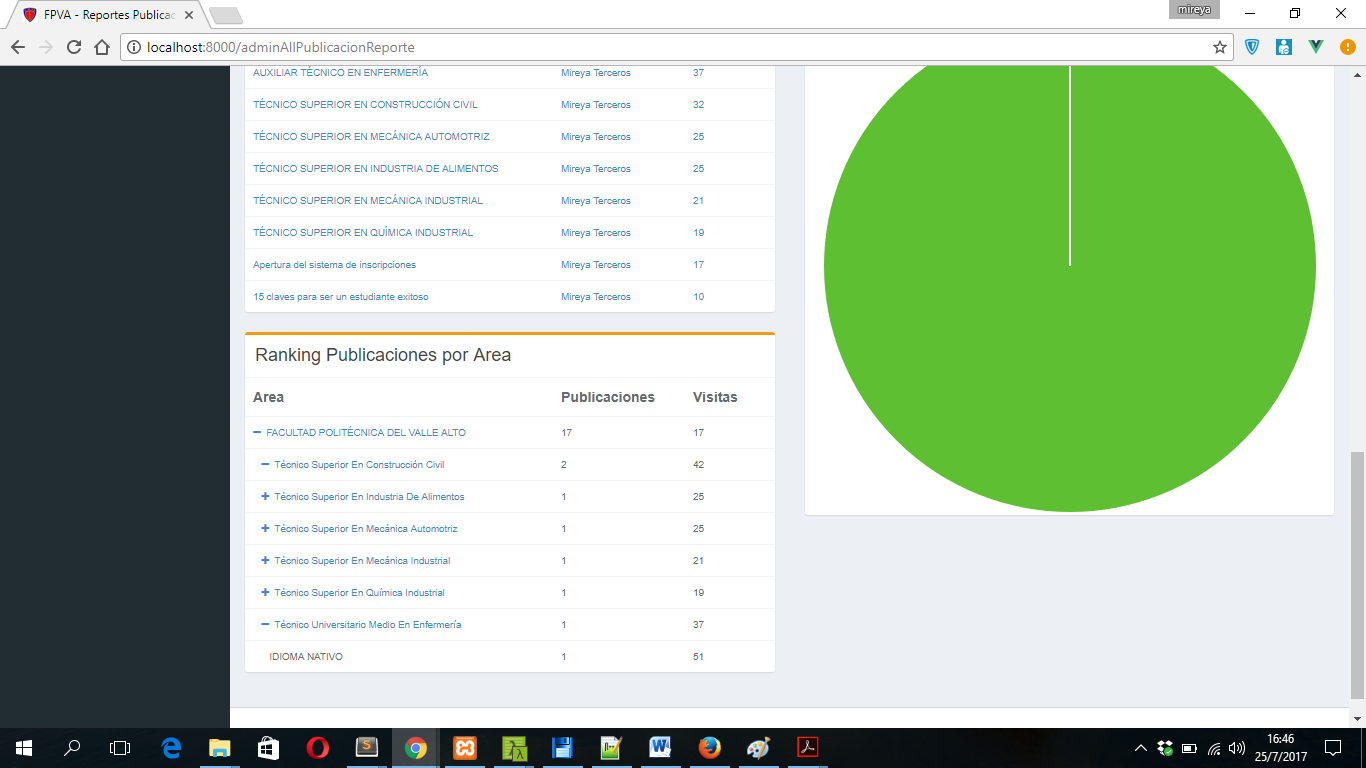 FPVA - Reportes Publicac
mireya
localhost:8000/adminAllPublicacionReporte
AUXILIAR TÉCNICO EN ENFERMERÍA Mireya Terceros 37
TÉCNICO SUPERIOR EN CONSTRUCCIÓN CIVIL Mireya Terceros 32
TÉCNICO SUPERIOR EN MECÁNICA AUTOMOTRIZ Mireya Terceros 25
TÉCNICO SUPERIOR EN INDUSTRIA DE ALIMENTOS Mireya Terceros 25
TÉCNICO SUPERIOR EN MECÁNICA INDUSTRIAL Mireya Terceros 21
TÉCNICO SUPERIOR EN QUÍMICA INDUSTRIAL Mireya Terceros 19
Apertura del sistema de inscripciones Mireya Terceros 17
15 claves para ser un estudiante exitoso Mireya Terceros 10
Ranking Publicaciones por Area
Area Publicaciones Visitas
FACULTAD POLITÉCNICA DEL VALLE ALTO 17 17
Técnico Superior En Construcción Civil 2 42
Técnico Superior En Industria De Alimentos 1 25
Técnico Superior En Mecánica Automotriz 1 25
Técnico Superior En Mecánica Industrial 1 21
Técnico Superior En Química Industrial 1 19
Técnico Universitario Medio En Enfermería 1 37
IDIOMA NATIVO 1 51
16:46
25/7/2017